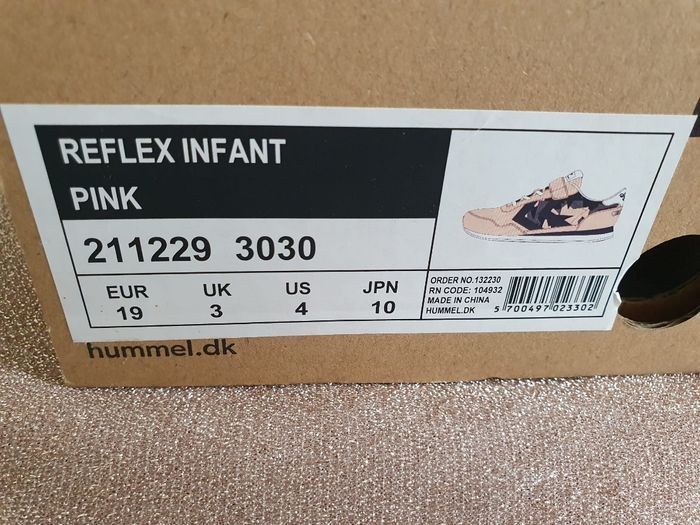 REFLEX INFANT
PINK
211229 3030
EUR UK US JPN
19 3 4 10
ORDER NO.132230
RN CODE: 104932
MADE IN CHINA
HUMMEL.DK
5 700497 023302
hummel.dk